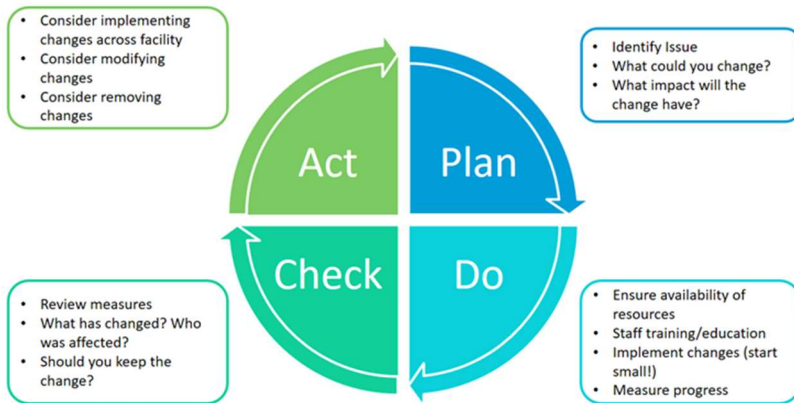 • Consider implementing
changes across facility
• Consider modifying
changes
• Consider removing
changes
• Identify Issue
• What could you change?
• What impact will the
change have?
Act
Plan
Check
Do
• Review measures
• What has changed? Who
was affected?
• Should you keep the
change?
• Ensure availability of
resources
• Staff training/education
• Implement changes (start
small!)
• Measure progress